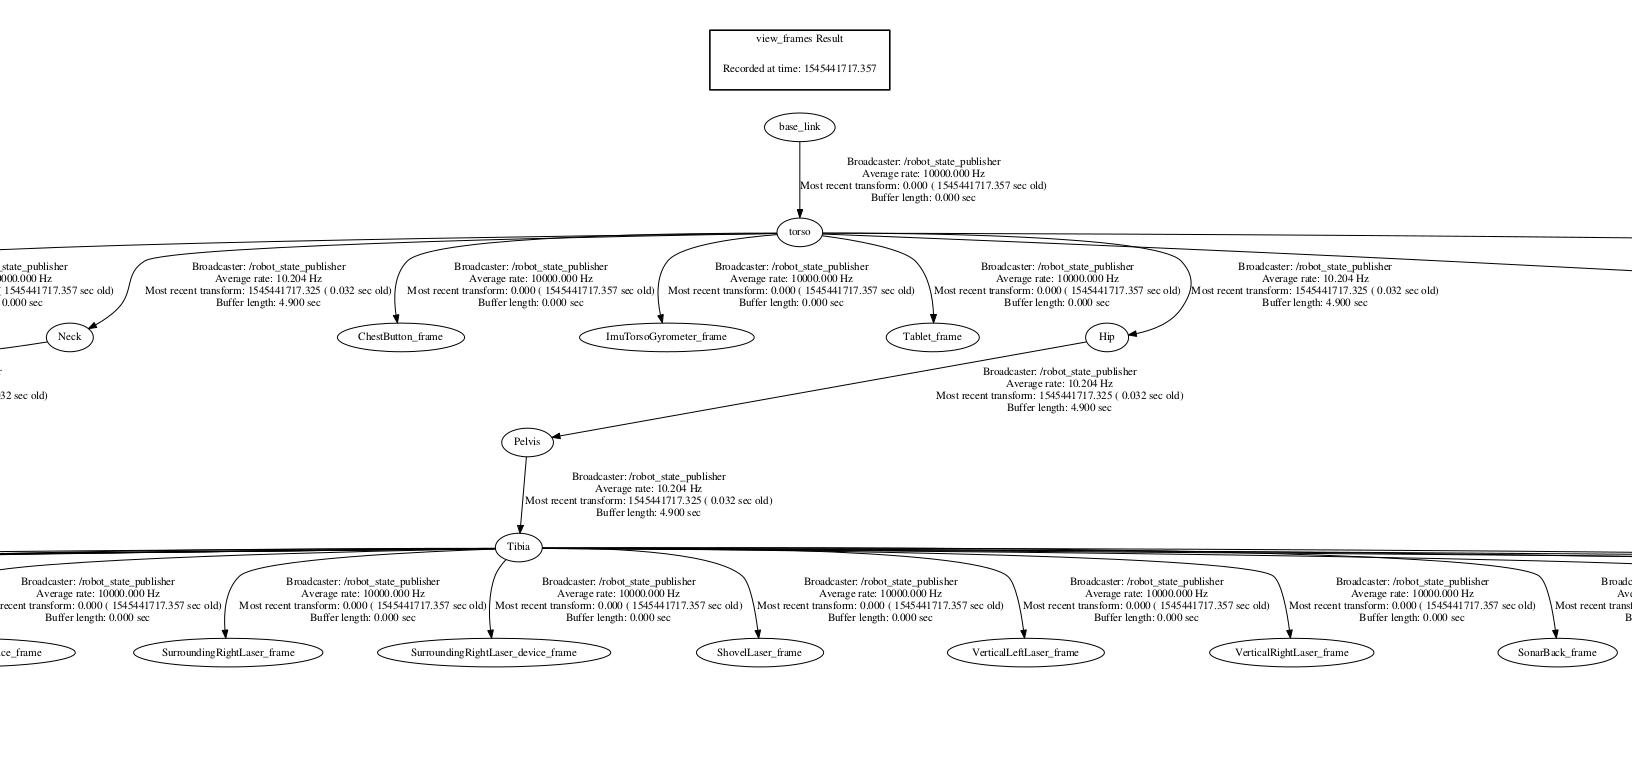 view_frames Result
Recorded at time: 1545441717.357
base_link
Broadcaster: /robot_state_publisher
Average rate: 10000.000 Hz
Most recent transform: 0.000 ( 1545441717.357 sec old)
Buffer length: 0.000 sec
torso
state_publisher
0000.000 Hz
( 1545441717.357 sec old)
0.000 sec
Broadcaster: /robot_state_publisher
Average rate: 10.204 Hz
Most recent transform: 1545441717.325 ( 0.032 sec old)
Buffer length: 4.900 sec
Broadcaster: /robot_state_publisher
Average rate: 10000.000 Hz
Most recent transform: 0.000 ( 1545441717.357 sec old)
Buffer length: 0.000 sec
Broadcaster: /robot_state_publisher
Average rate: 10000.000 Hz
Most recent transform: 0.000 ( 1545441717.357 sec old)
Buffer length: 0.000 sec
Broadcaster: /robot_state_publisher
Average rate: 10000.000 Hz
Most recent transform: 0.000 ( 1545441717.357 sec old)
Buffer length: 0.000 sec
Broadcaster: /robot_state_publisher
Average rate: 10.204 Hz
Most recent transform: 1545441717.325 ( 0.032 sec old)
Buffer length: 4.900 sec
Neck
ChestButton_frame
ImuTorsoGyrometer_frame
Tablet_frame
Hip
032 sec old)
Broadcaster: /robot_state_publisher
Average rate: 10.204 Hz
Most recent transform: 1545441717.325 ( 0.032 sec old)
Buffer length: 4.900 sec
Pelvis
Broadcaster: /robot_state_publisher
Average rate: 10.204 Hz
Most recent transform: 1545441717.325 ( 0.032 sec old)
Buffer length: 4.900 sec
Tibia
Broadcaster: /robot_state_publisher
Average rate: 10000.000 Hz
recent transform: 0.000 ( 1545441717.357 sec old)
Buffer length: 0.000 sec
Broadcaster: /robot_state_publisher
Average rate: 10000.000 Hz
Most recent transform: 0.000 ( 1545441717.357 sec old)
Buffer length: 0.000 sec
Broadcaster: /robot_state_publisher
Average rate: 10000.000 Hz
Most recent transform: 0.000 ( 1545441717.357 sec old)
Buffer length: 0.000 sec
Broadcaster: /robot_state_publisher
Average rate: 10000.000 Hz
Most recent transform: 0.000 ( 1545441717.357 sec old)
Buffer length: 0.000 sec
Broadcaster: /robot_state_publisher
Average rate: 10000.000 Hz
Most recent transform: 0.000 ( 1545441717.357 sec old)
Buffer length: 0.000 sec
Broadcaster: /robot_state_publisher
Average rate: 10000.000 Hz
Most recent transform: 0.000 ( 1545441717.357 sec old)
Buffer length: 0.000 sec
Broadc
Ave
Most recent transf
B
ce_frame
SurroundingRightLaser_frame
SurroundingRightLaser_device_frame
ShovelLaser_frame
VerticalLeftLaser_frame
VerticalRightLaser_frame
SonarBack_frame